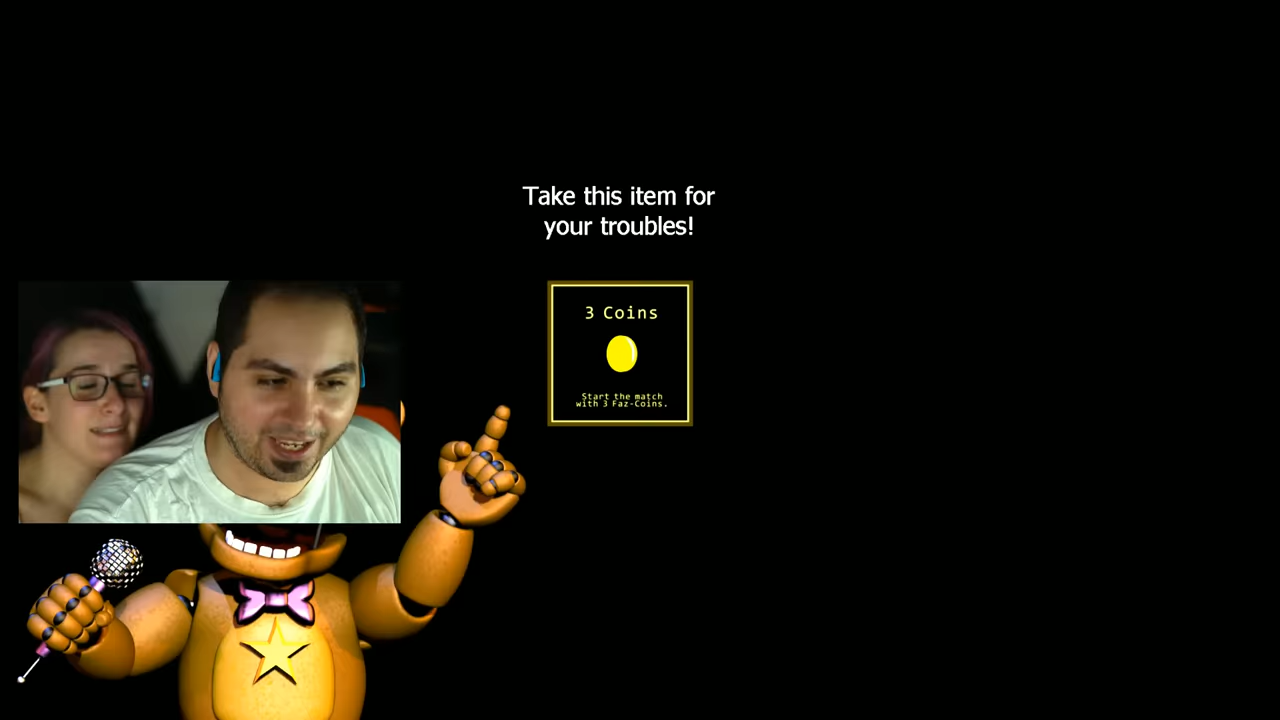 Take this item for
your troubles!
3 Coins
Start the match
with 3 Faz-Coins.